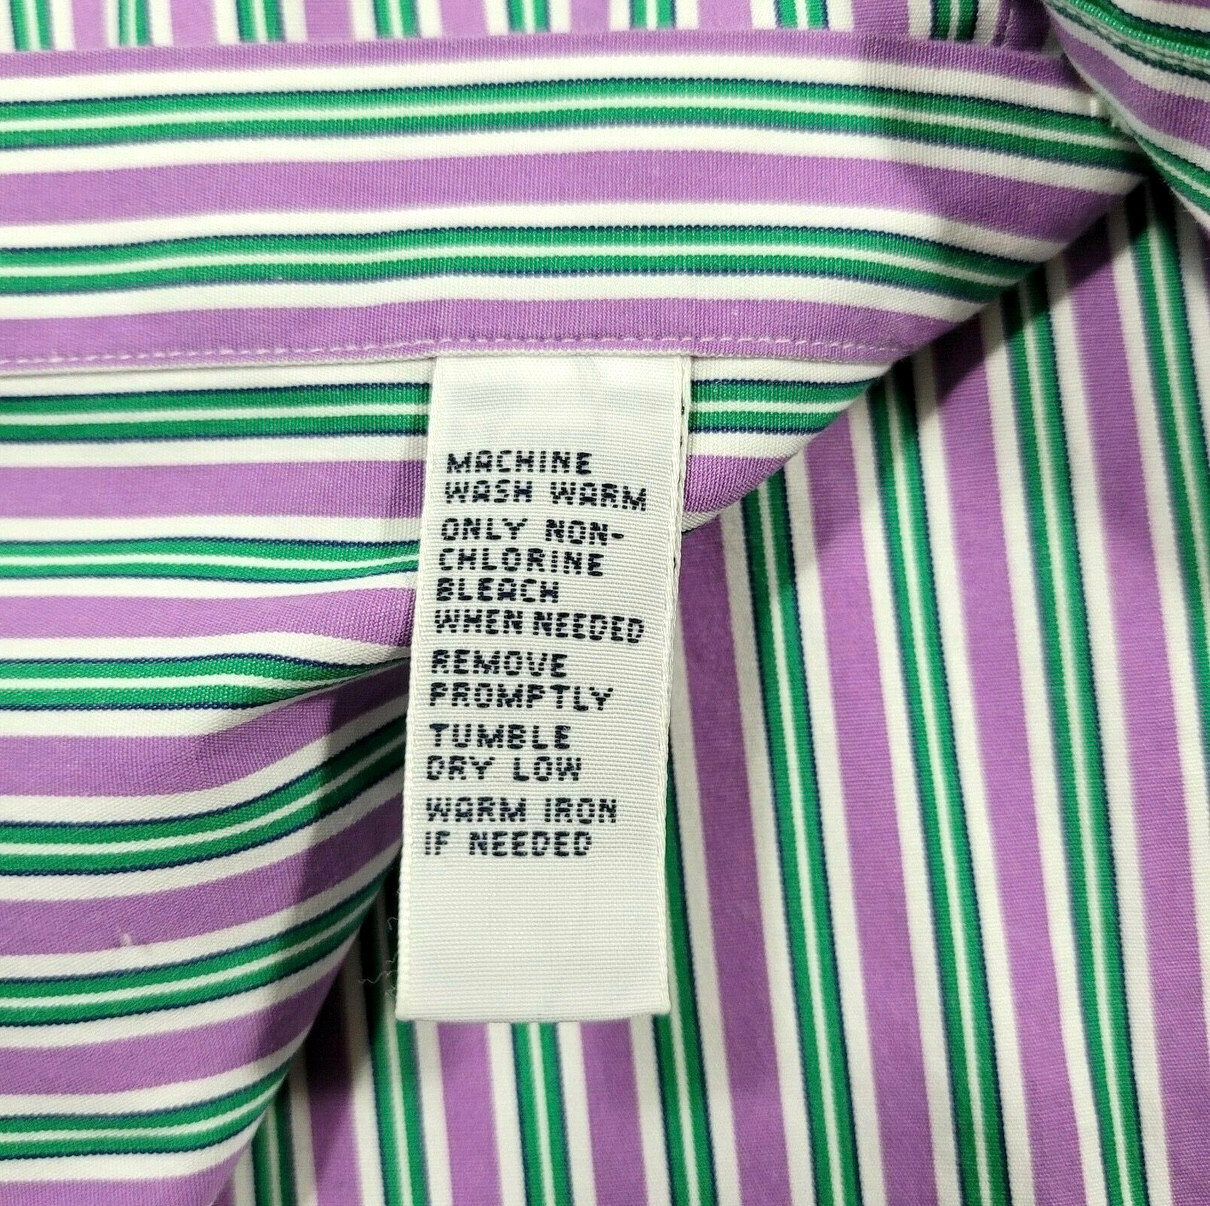 MACHINE
WASH WARM
ONLY NON-
CHLORINE
BLEACH
WHEN NEEDED
REMOVE
PROMPTLY
TUMBLE
DRY LOW
WARM IRON
IF NEEDED